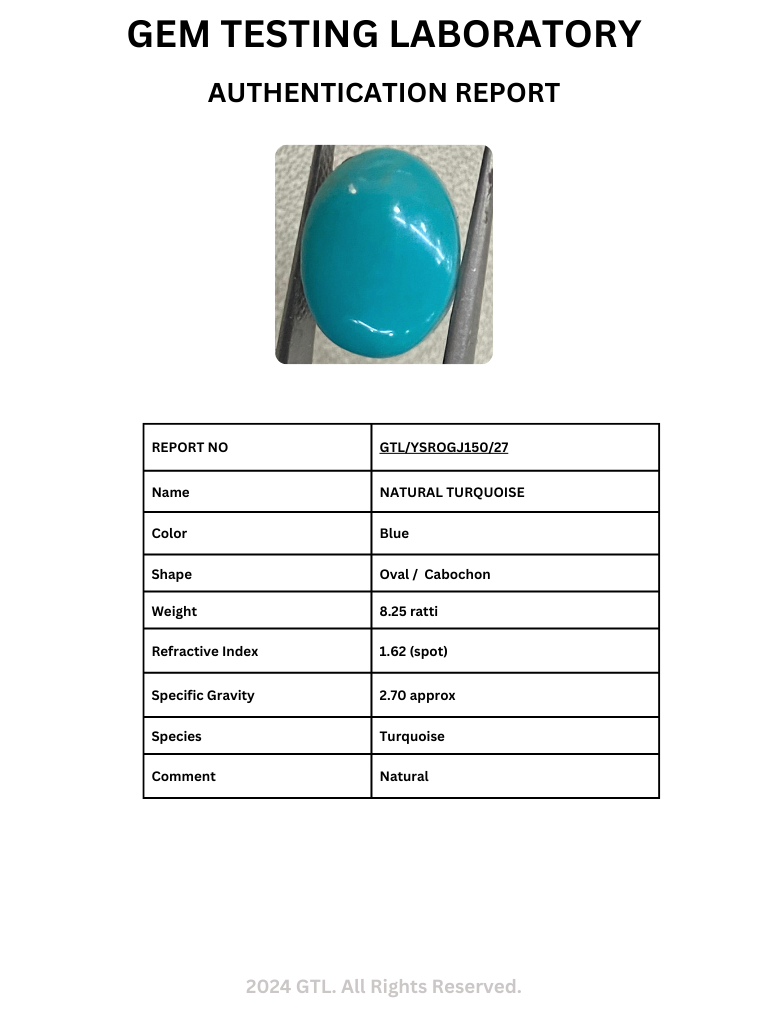 GEM TESTING LABORATORY
AUTHENTICATION REPORT
REPORT NO GTL/YSROGJ150/27
Name NATURAL TURQUOISE
Color Blue
Shape Oval / Cabochon
Weight 8.25 ratti
Refractive Index 1.62 (spot)
Specific Gravity 2.70 approx
Species Turquoise
Comment Natural
2024 GTL. All Rights Reserved.